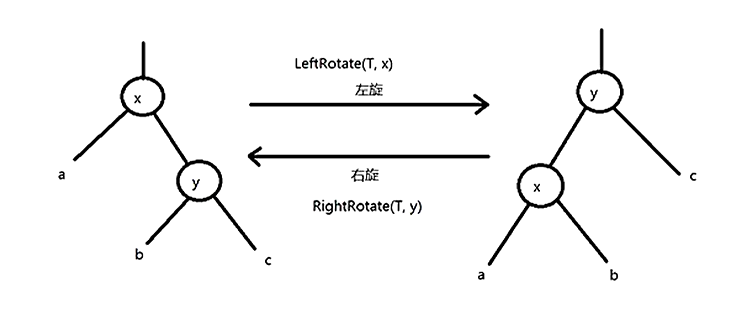 x
a
y
b
c
LeftRotate(T, x)
左旋
右旋
RightRotate(T, y)
y
x
c
a
b